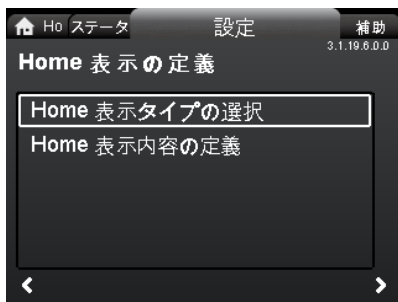 Ho ステータ 設定 補助
3.1.19.6.0.0
Home 表示の定義
Home 表示タイプの選択
Home 表示内容の定義